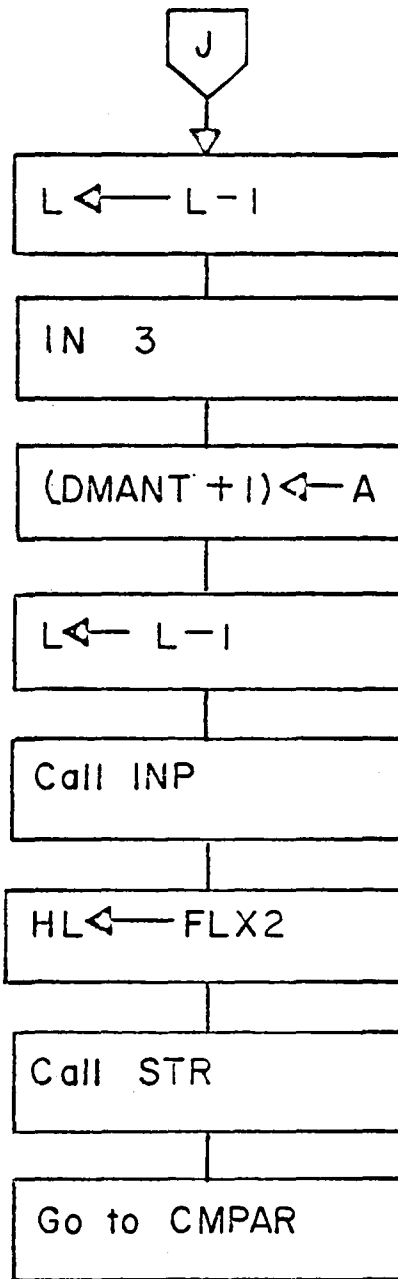 J
L ← L-1
IN 3
(DMANT + 1) ← A
L ← L-1
Call INP
HL ← FLX2
Call STR
Go to CMPAR